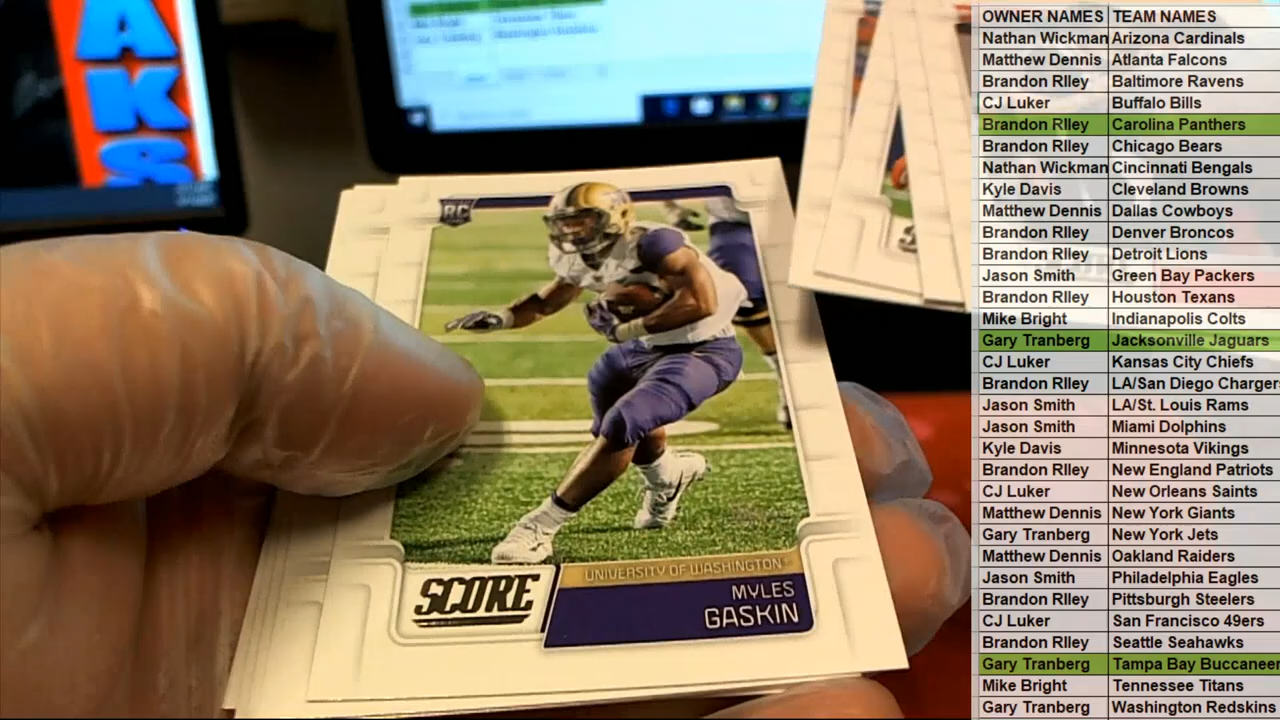 AKS
RC
SCORE
UNIVERSITY OF WASHINGTON
MYLES
GASKIN
OWNER NAMES TEAM NAMES
Nathan Wickman Arizona Cardinals
Matthew Dennis Atlanta Falcons
Brandon RIley Baltimore Ravens
CJ Luker Buffalo Bills
Brandon RIley Carolina Panthers
Brandon RIley Chicago Bears
Nathan Wickman Cincinnati Bengals
Kyle Davis Cleveland Browns
Matthew Dennis Dallas Cowboys
Brandon RIley Denver Broncos
Brandon RIley Detroit Lions
Jason Smith Green Bay Packers
Brandon RIley Houston Texans
Mike Bright Indianapolis Colts
Gary Tranberg Jacksonville Jaguars
CJ Luker Kansas City Chiefs
Brandon RIley LA/San Diego Charger
Jason Smith LA/St. Louis Rams
Jason Smith Miami Dolphins
Kyle Davis Minnesota Vikings
Brandon RIley New England Patriots
CJ Luker New Orleans Saints
Matthew Dennis New York Giants
Gary Tranberg New York Jets
Matthew Dennis Oakland Raiders
Jason Smith Philadelphia Eagles
Brandon RIley Pittsburgh Steelers
CJ Luker San Francisco 49ers
Brandon RIley Seattle Seahawks
Gary Tranberg Tampa Bay Buccaneer
Mike Bright Tennessee Titans
Gary Tranberg Washington Redskins